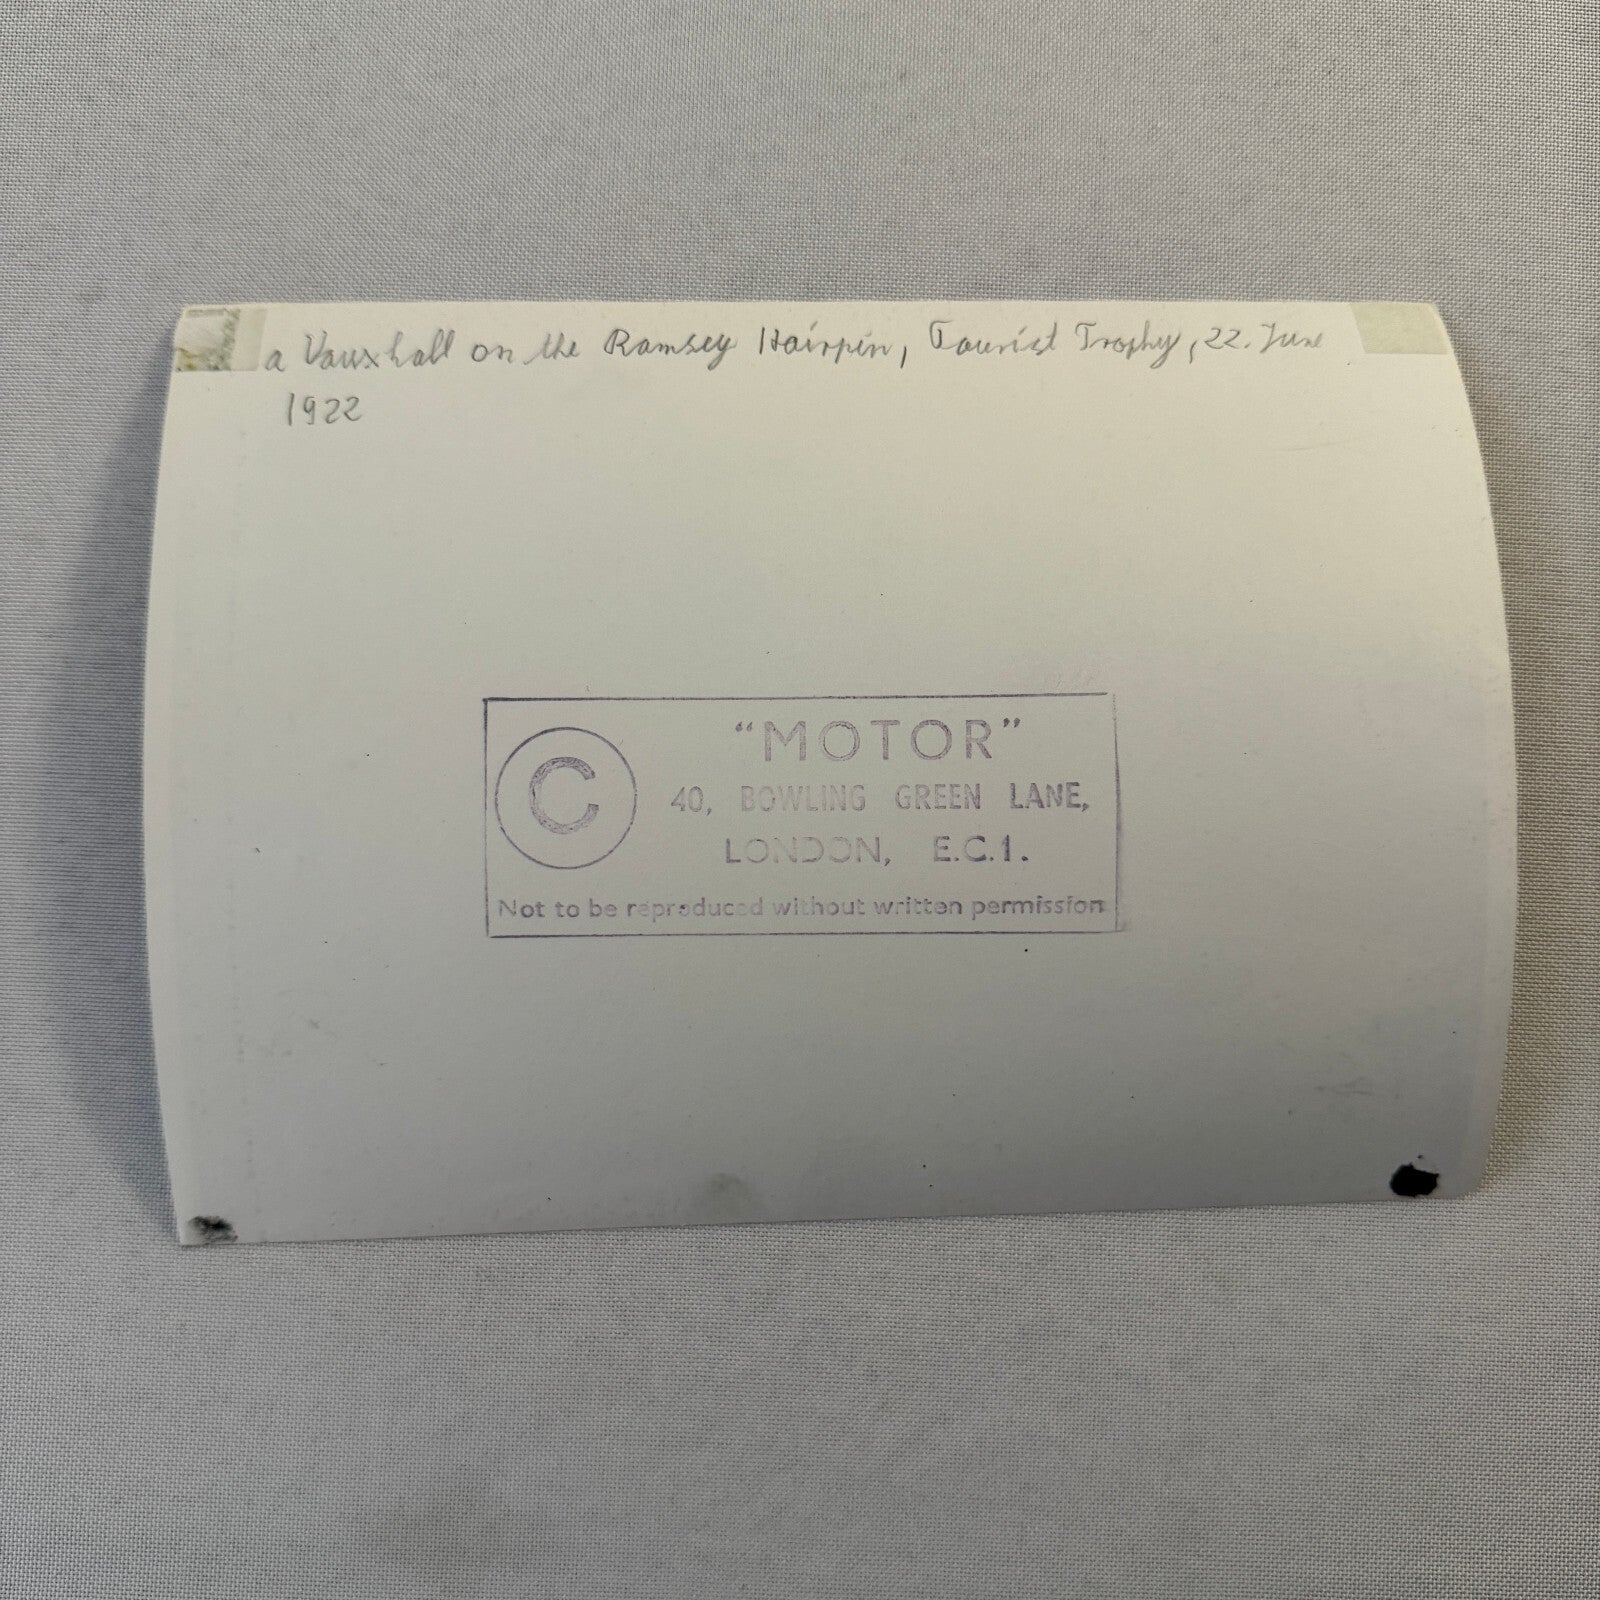 a Vauxhall on the Ramsey Hairpin, Tourist Trophy, 22. June
1922
C
“MOTOR”
40, BOWLING GREEN LANE,
LONDON, E.C.1.
Not to be reproduced without written permission